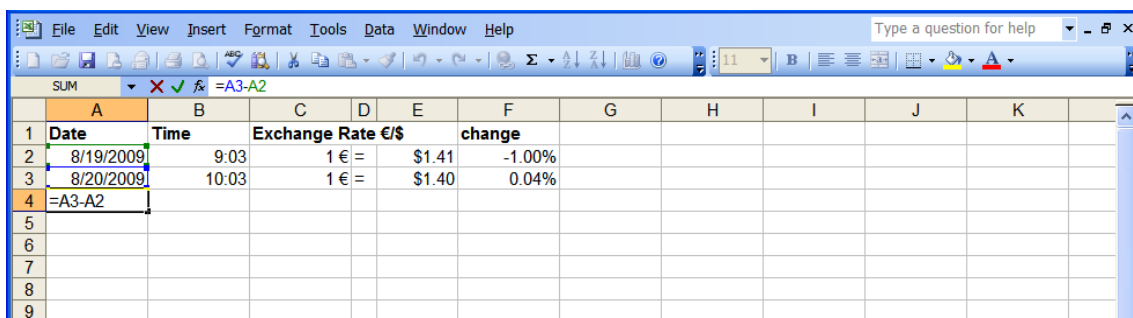 File Edit View Insert Format Tools Data Window Help Type a question for help
ABC Σ A Z Z A 11 B A
SUM fx =A3-A2
A B C D E F G H I J K
1 Date Time Exchange Rate €/$ change
2 8/19/2009 9:03 1 € = $1.41 -1.00%
3 8/20/2009 10:03 1 € = $1.40 0.04%
4 =A3-A2
5
6
7
8
9